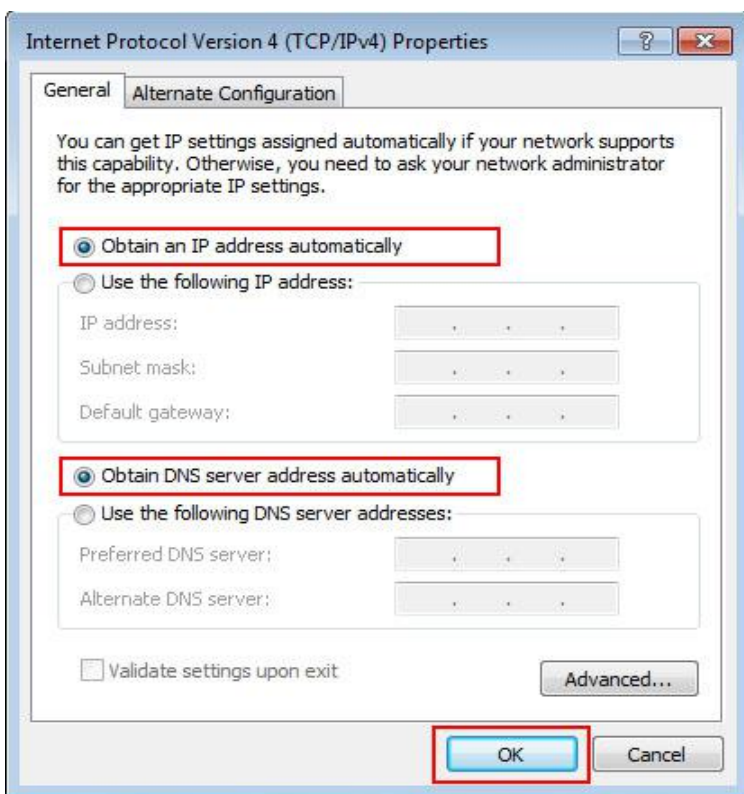 Internet Protocol Version 4 (TCP/IPv4) Properties
General
Alternate Configuration
You can get IP settings assigned automatically if your network supports
this capability. Otherwise, you need to ask your network administrator
for the appropriate IP settings.
Obtain an IP address automatically
Use the following IP address:
IP address:
Subnet mask:
Default gateway:
Obtain DNS server address automatically
Use the following DNS server addresses:
Preferred DNS server:
Alternate DNS server:
Validate settings upon exit
Advanced...
OK
Cancel